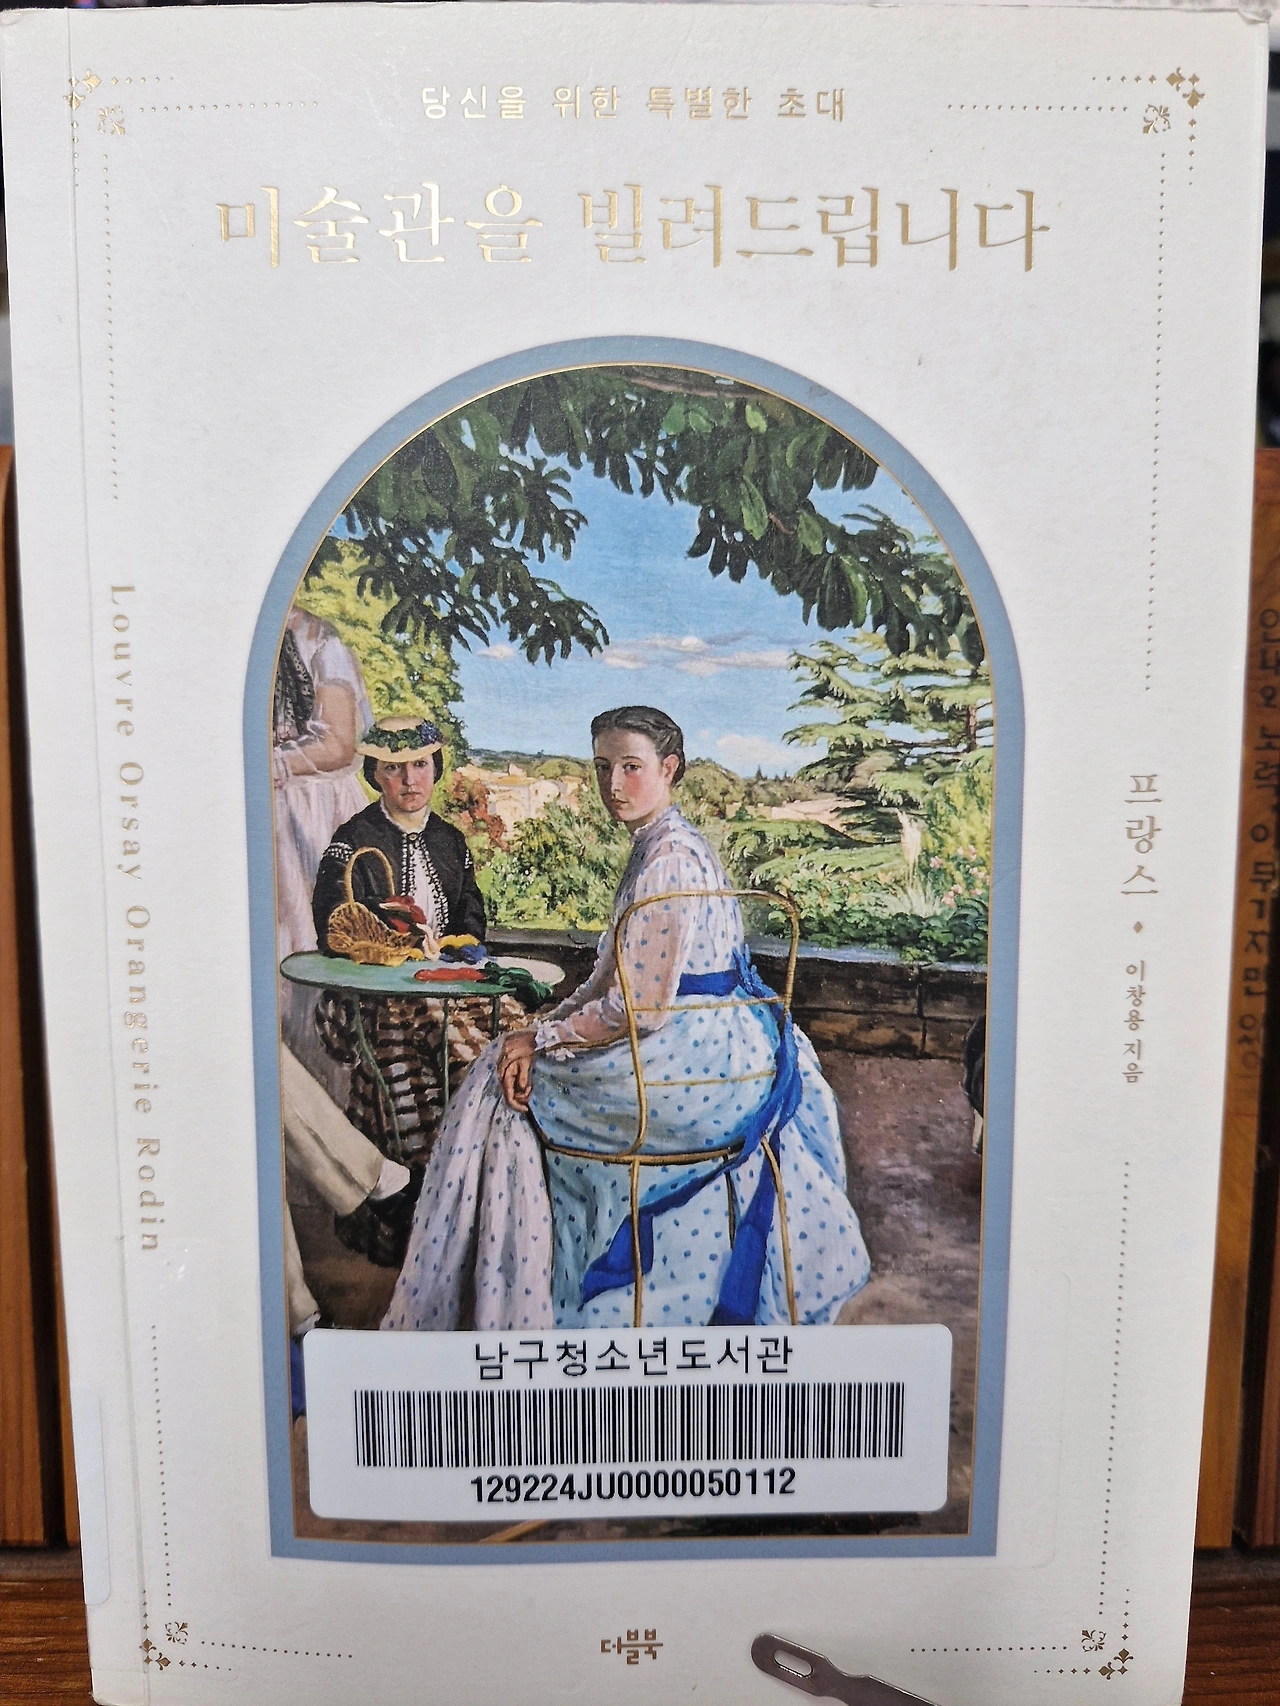 당신을 위한 특별한 초대
미술관을 빌려드립니다
Louvre Orsay Orangerie Rodin
프랑스 • 이창용 지음
남구청소년도서관
129224JU0000050112
더블북